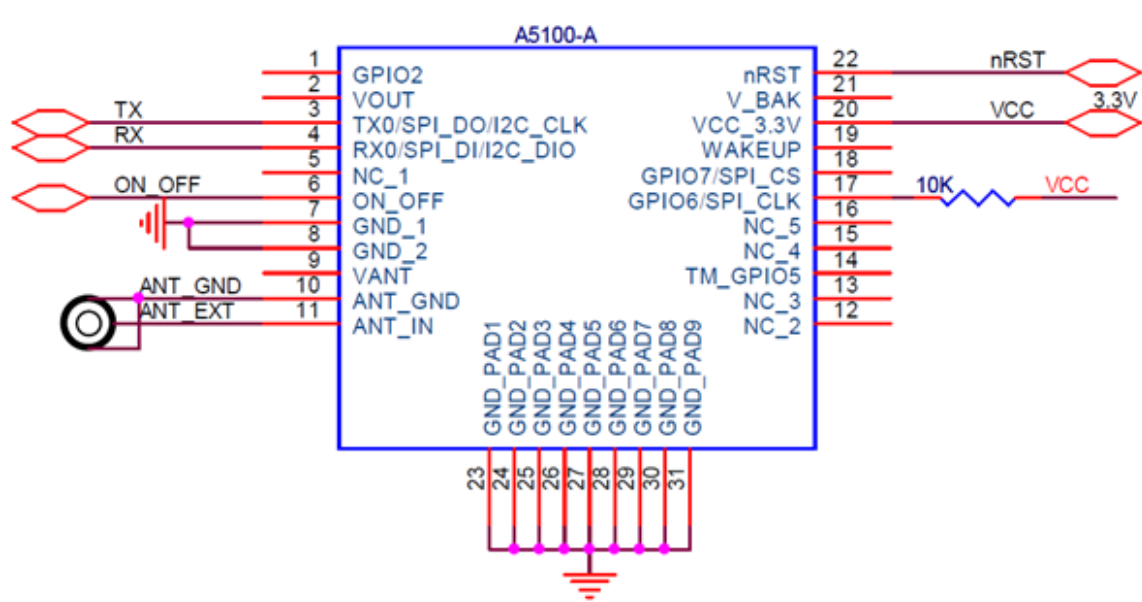 A5100-A
1 GPIO2
2 VOUT
TX 3 TX0/SPI_DO/I2C_CLK
RX 4 RX0/SPI_DI/I2C_DIO
5 NC_1
ON_OFF 6 ON_OFF
7 GND_1
8 GND_2
9 VANT
ANT_GND 10 ANT_GND
ANT_EXT 11 ANT_IN
nRST 22 nRST
V_BAK 21
VCC_3.3V 20 VCC 3.3V
WAKEUP 19
GPIO7/SPI_CS 18
GPIO6/SPI_CLK 17 10K VCC
NC_5 16
NC_4 15
TM_GPIO5 14
NC_3 13
NC_2 12
GND_PAD1 23
GND_PAD2 24
GND_PAD3 25
GND_PAD4 26
GND_PAD5 27
GND_PAD6 28
GND_PAD7 29
GND_PAD8 30
GND_PAD9 31